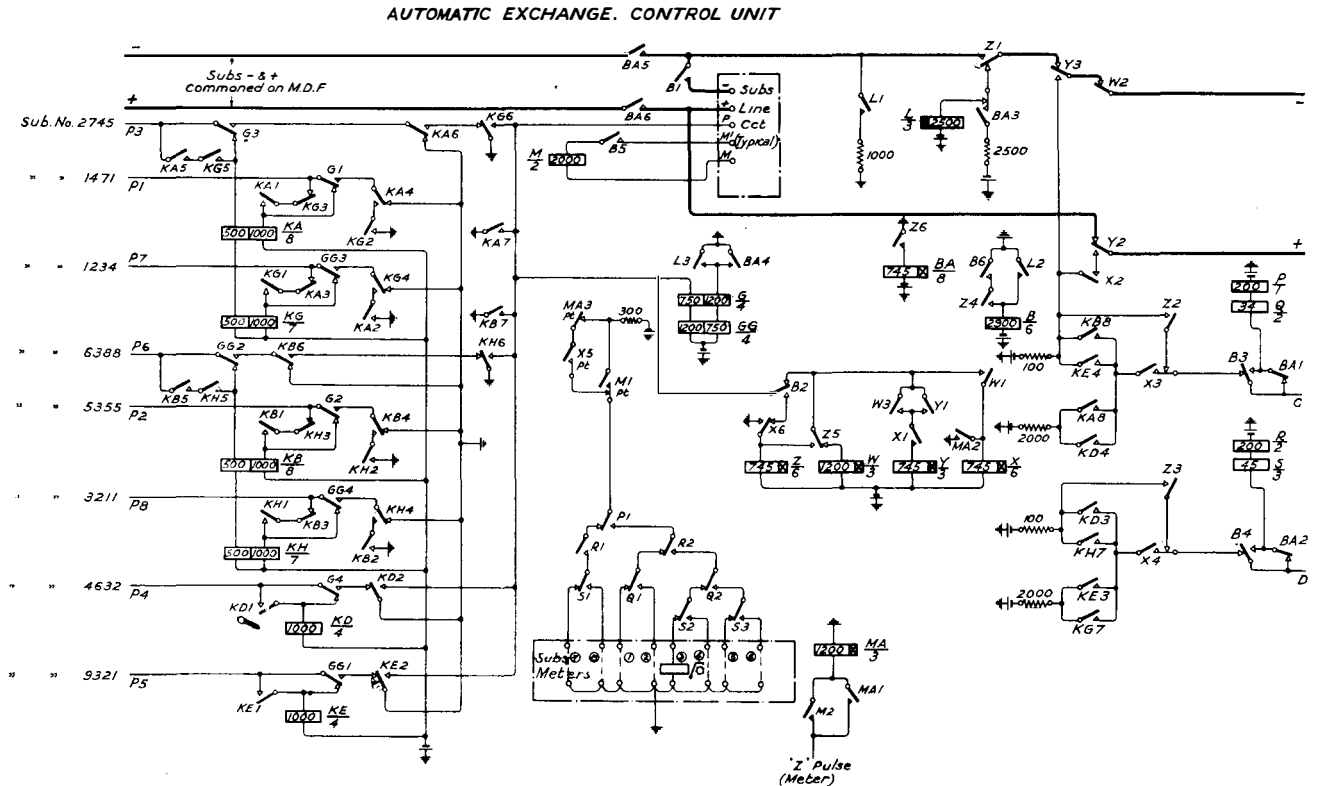 AUTOMATIC EXCHANGE. CONTROL UNIT
Subs - & +
Commoned on M.D.F
BA5
B1
Z1
Y3
W2
- Subs
+ Line
P Cct
M' (Typical)
M
L1
1000
L/3 2500
BA3
2500
BA6
B5
M/2 2000
Sub. No. 2745 P3
G3
KA6
KG6
KA5 KG5
" " 1471 P1
KA1
G1
KG3
KA4
KG2
500 1000 KA/8
KA7
" " 1234 P7
KG1
GG3
KA3
KG4
KA2
500 1000 KG/7
KB7
" " 6388 P6
GG2
KB6
KH6
KB5 KH5
" " 5355 P2
KB1
G2
KH3
KB4
KH2
500 1000 KB/8
" " 3211 P8
KH1
GG4
KB3
KH4
KB2
500 1000 KH/7
" " 4632 P4
G4
KD2
KD1
1000 KD/4
" " 9321 P5
GG1
KE2
KE1
1000 KE/4
L3
BA4
750 1200 G/4
1200 750 GG/4
MA3 pt
300
X5 pt
M1 pt
Z6
745 BA/8
B6
L2
Z4
2900 B/6
Y2
X2
Z2
KB8
KE4
100
X3
KA8
KD4
2000
P/7
200
34 Q/2
B3
BA1
C
B2
X6
Z5
W3
Y1
X1
W1
MA2
745 Z/6
1200 W/3
745 Y/3
745 X/6
R/2
200
45 S/3
Z3
100
KD3
KH7
X4
B4
BA2
D
2000
KE3
KG7
P1
R1
R2
S1
Q1
Q2
S2
S3
Subs
Meters
1200 MA/3
M2
MA1
'Z' Pulse
(Meter)